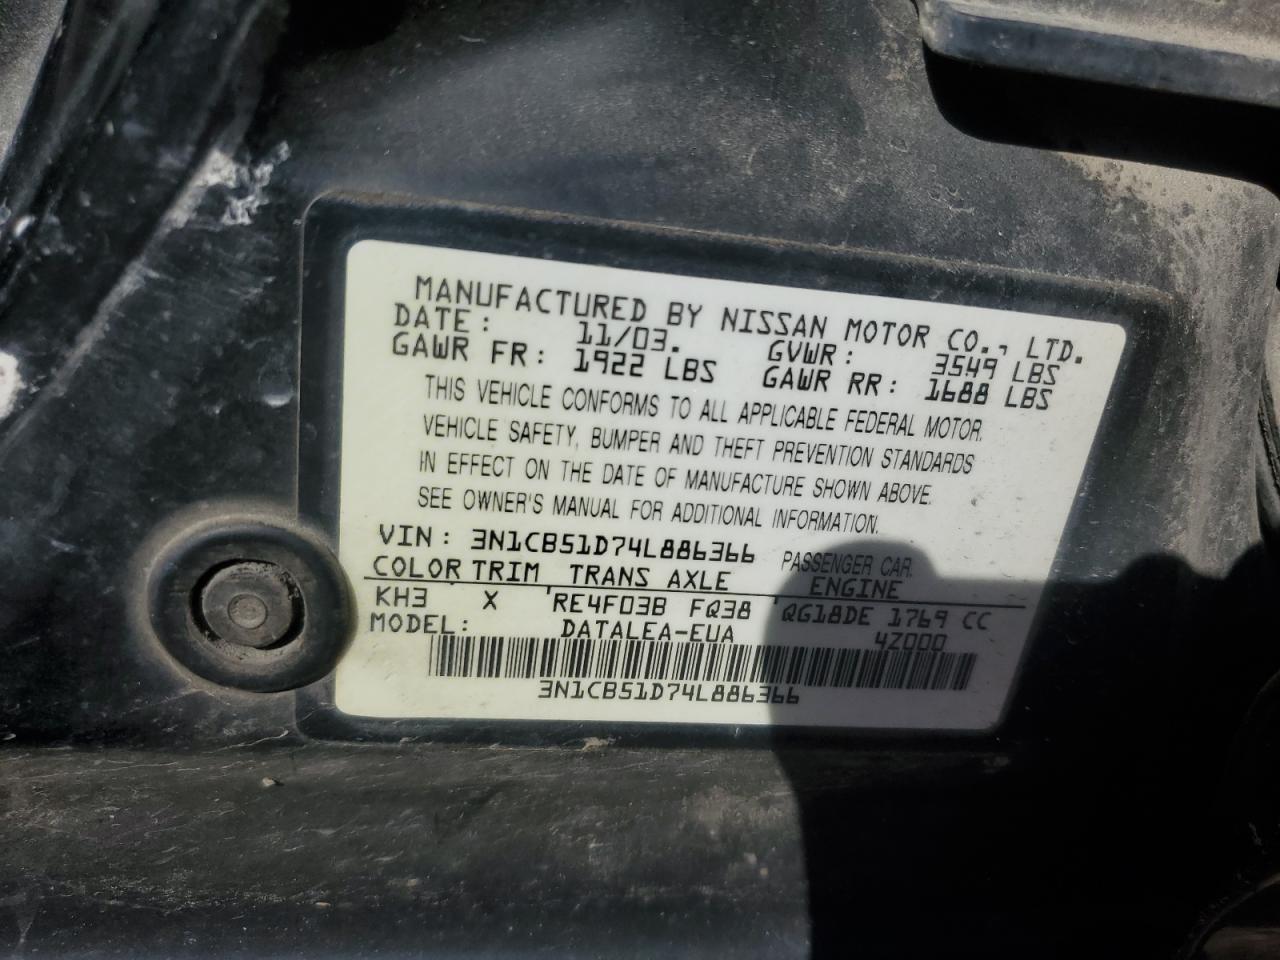 MANUFACTURED BY NISSAN MOTOR CO., LTD.
DATE: 11/03. GVWR: 3549 LBS
GAWR FR: 1922 LBS GAWR RR: 1688 LBS
THIS VEHICLE CONFORMS TO ALL APPLICABLE FEDERAL MOTOR.
VEHICLE SAFETY, BUMPER AND THEFT PREVENTION STANDARDS
IN EFFECT ON THE DATE OF MANUFACTURE SHOWN ABOVE.
SEE OWNER'S MANUAL FOR ADDITIONAL INFORMATION.
VIN: 3N1CB51D74L886366 PASSENGER CAR.
COLOR TRIM TRANS AXLE ENGINE
KH3 X RE4F03B FQ38 QG18DE 1769 CC
MODEL: DATALEA-EUA 4Z000
3N1CB51D74L886366